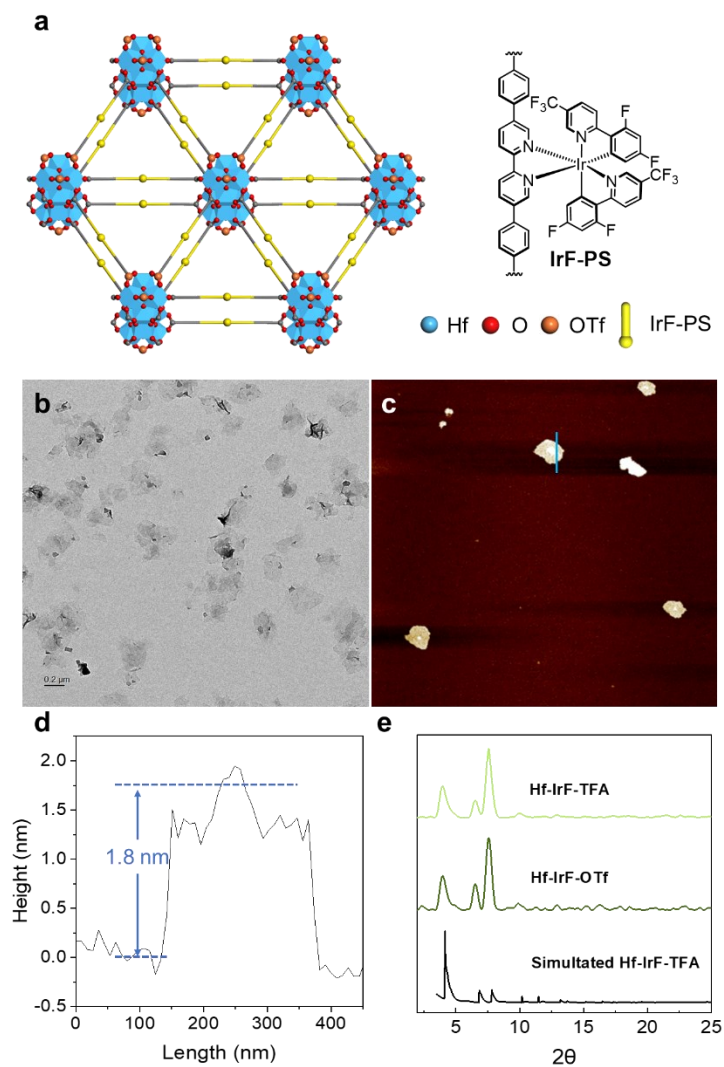 a
F₃C
F
N
N
Ir
F
N
N
CF₃
F
F
IrF-PS
Hf
O
OTf
IrF-PS
b
c
0.2 μm
d
e
2.0
1.5
1.0
0.5
0.0
-0.5
Height (nm)
1.8 nm
0
100
200
300
400
Length (nm)
Hf-IrF-TFA
Hf-IrF-OTf
Simultated Hf-IrF-TFA
5
10
15
20
25
2θ